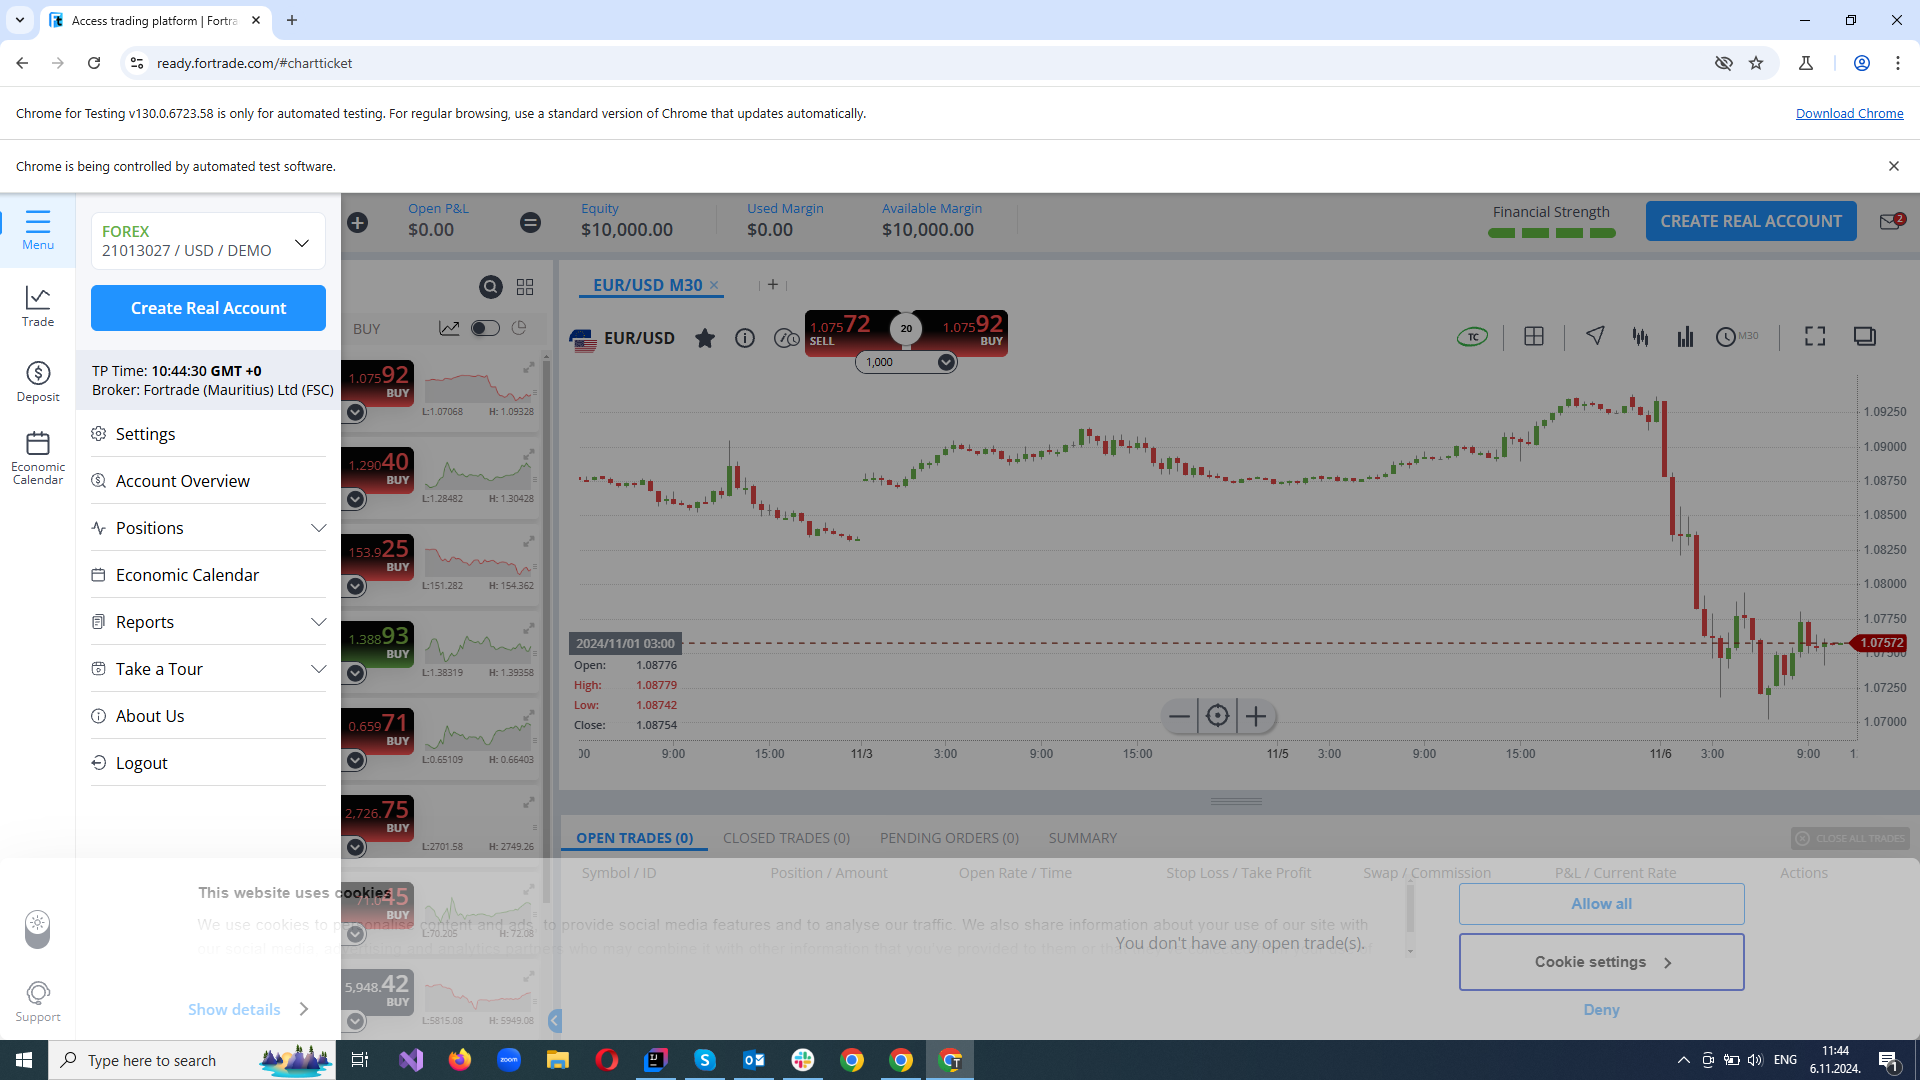 Access trading platform | Fortra
ready.fortrade.com/#chartticket
Chrome for Testing v130.0.6723.58 is only for automated testing. For regular browsing, use a standard version of Chrome that updates automatically.
Download Chrome
Chrome is being controlled by automated test software.
Menu
Trade
Deposit
Economic
Calendar
Support
FOREX
21013027 / USD / DEMO
Create Real Account
TP Time: 10:44:30 GMT +0
Broker: Fortrade (Mauritius) Ltd (FSC)
Settings
Account Overview
Positions
Economic Calendar
Reports
Take a Tour
About Us
Logout
Open P&L
$0.00
Equity
$10,000.00
Used Margin
$0.00
Available Margin
$10,000.00
Financial Strength
CREATE REAL ACCOUNT
2
BUY
1.07592
BUY
L:1.07068 H: 1.09328
1.29040
BUY
L:1.28482 H: 1.30428
153.925
BUY
L:151.282 H: 154.362
1.38893
BUY
L:1.38319 H: 1.39358
0.65971
BUY
L:0.65109 H: 0.66403
2,726.75
BUY
L:2701.58 H: 2749.26
71.045
BUY
L:70.205 H: 72.08
5,948.42
BUY
L:5815.08 H: 5949.08
EUR/USD M30
EUR/USD
1.07572
SELL
20
1.07592
BUY
1,000
TC
M30
1.09250
1.09000
1.08750
1.08500
1.08250
1.08000
1.07750
1.07572
1.07500
1.07250
1.07000
2024/11/01 03:00
Open: 1.08776
High: 1.08779
Low: 1.08742
Close: 1.08754
9:00 15:00 11/3 3:00 9:00 15:00 11/5 3:00 9:00 15:00 11/6 3:00 9:00
OPEN TRADES (0) CLOSED TRADES (0) PENDING ORDERS (0) SUMMARY
CLOSE ALL TRADES
Symbol / ID Position / Amount Open Rate / Time Stop Loss / Take Profit Swap / Commission P&L / Current Rate Actions
You don't have any open trade(s).
This website uses cookies
We use cookies to personalise content and ads, to provide social media features and to analyse our traffic. We also share information about your use of our site with
our social media, advertising and analytics partners who may combine it with other information that you've provided to them or
Show details
Allow all
Cookie settings
Deny
Type here to search
zoom
ENG
11:44
6.11.2024.
1